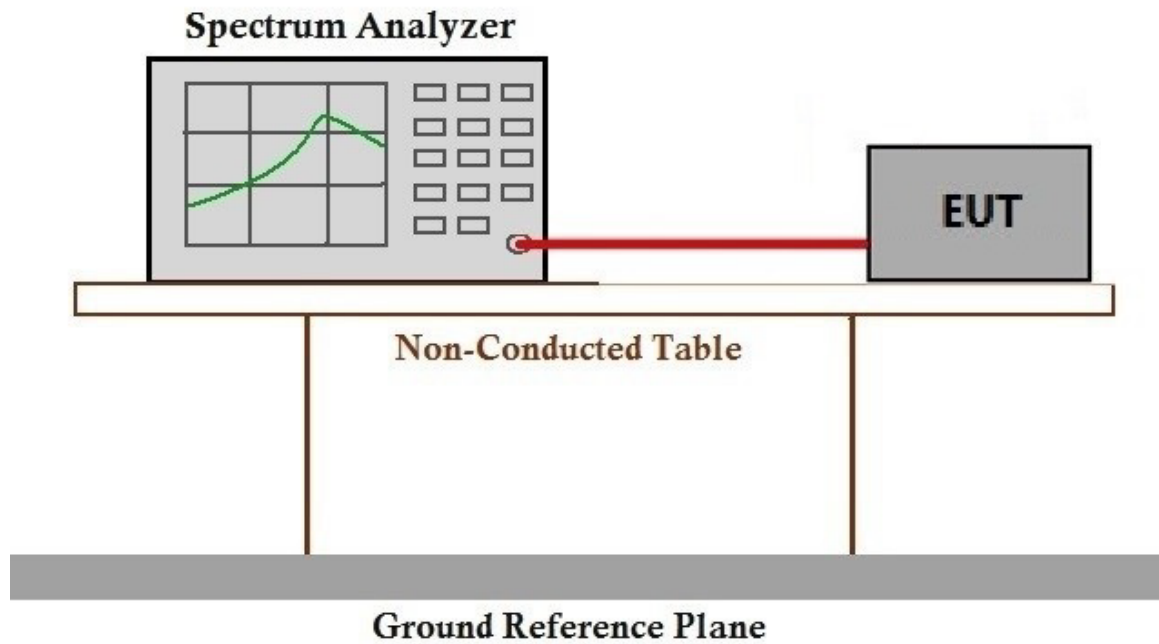 Spectrum Analyzer
EUT
Non-Conducted Table
Ground Reference Plane